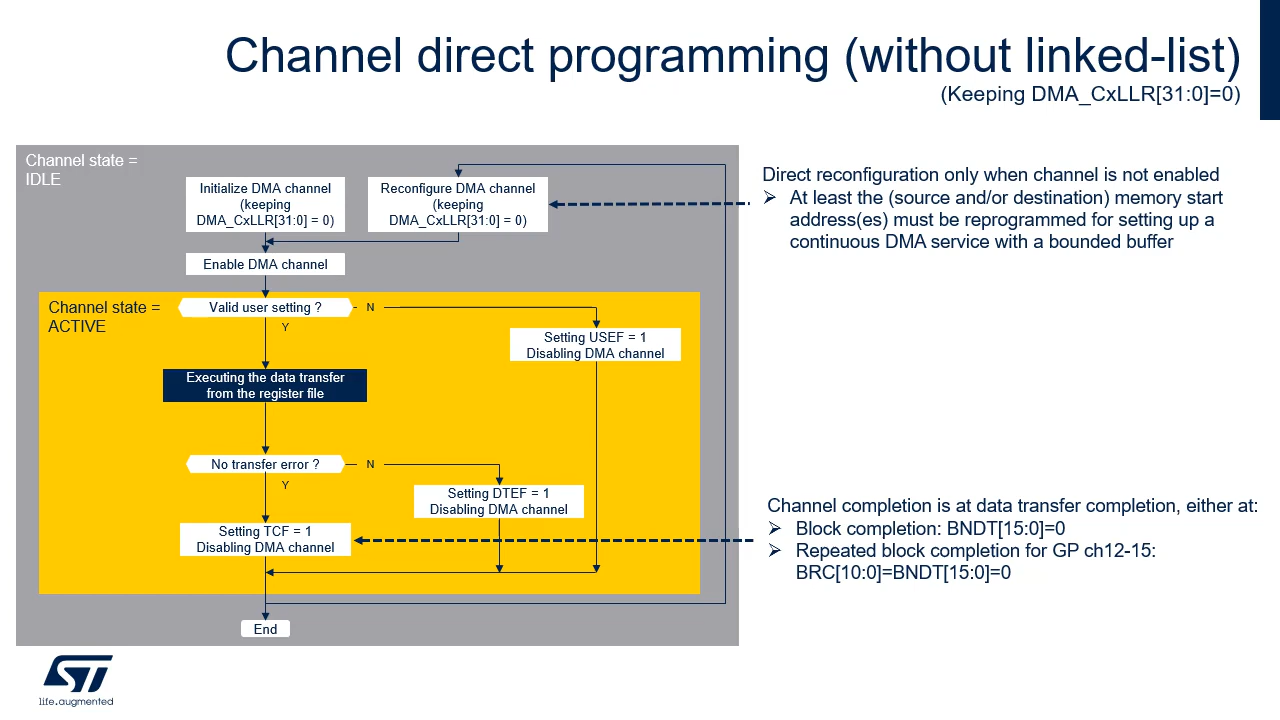 Channel direct programming (without linked-list)
(Keeping DMA_CxLLR[31:0]=0)
Channel state =
IDLE
Initialize DMA channel
(keeping
DMA_CxLLR[31:0] = 0)
Reconfigure DMA channel
(keeping
DMA_CxLLR[31:0] = 0)
Direct reconfiguration only when channel is not enabled
➢ At least the (source and/or destination) memory start
address(es) must be reprogrammed for setting up a
continuous DMA service with a bounded buffer
Enable DMA channel
Channel state =
ACTIVE
Valid user setting ?
N
Y
Setting USEF = 1
Disabling DMA channel
Executing the data transfer
from the register file
No transfer error ?
N
Y
Setting DTEF = 1
Disabling DMA channel
Setting TCF = 1
Disabling DMA channel
Channel completion is at data transfer completion, either at:
➢ Block completion: BNDT[15:0]=0
➢ Repeated block completion for GP ch12-15:
BRC[10:0]=BNDT[15:0]=0
End
ST
life.augmented